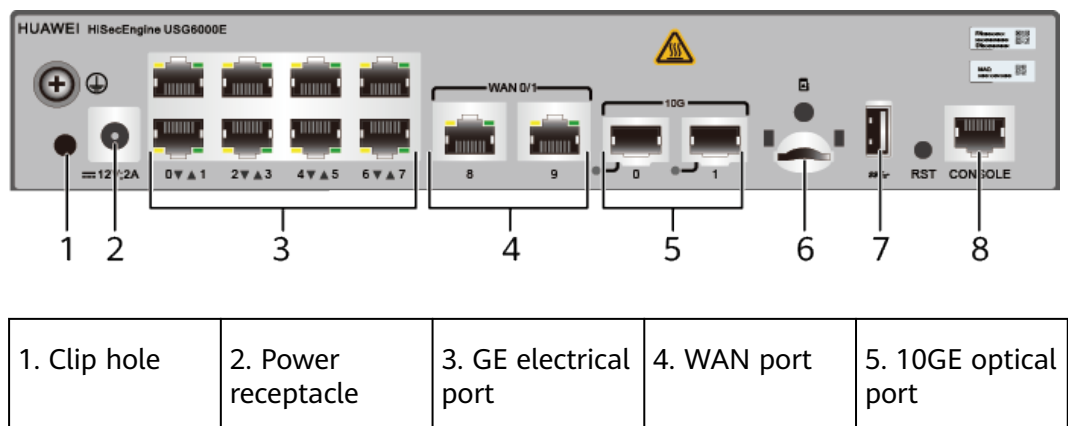 HUAWEI HiSecEngine USG6000E
WAN 0/1
10G
MAC
12V;2A
0▼▲1
2▼▲3
4▼▲5
6▼▲7
8
9
0
1
RST
CONSOLE
1
2
3
4
5
6
7
8
1. Clip hole
2. Power receptacle
3. GE electrical port
4. WAN port
5. 10GE optical port